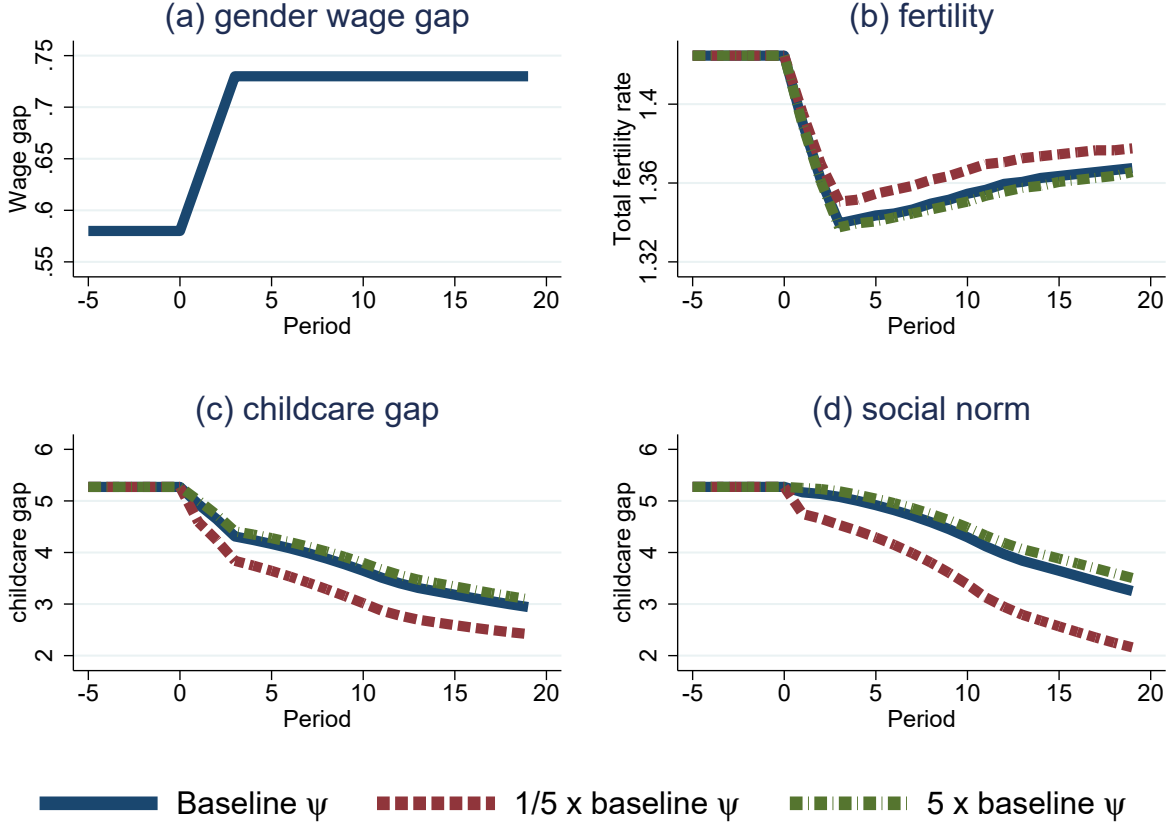 (a) gender wage gap
Wage gap
.75
.7
.65
.6
.55
-5 0 5 10 15 20
Period
(b) fertility
Total fertility rate
1.4
1.36
1.32
-5 0 5 10 15 20
Period
(c) childcare gap
childcare gap
6
5
4
3
2
-5 0 5 10 15 20
Period
(d) social norm
childcare gap
6
5
4
3
2
-5 0 5 10 15 20
Period
Baseline ψ 1/5 x baseline ψ 5 x baseline ψ